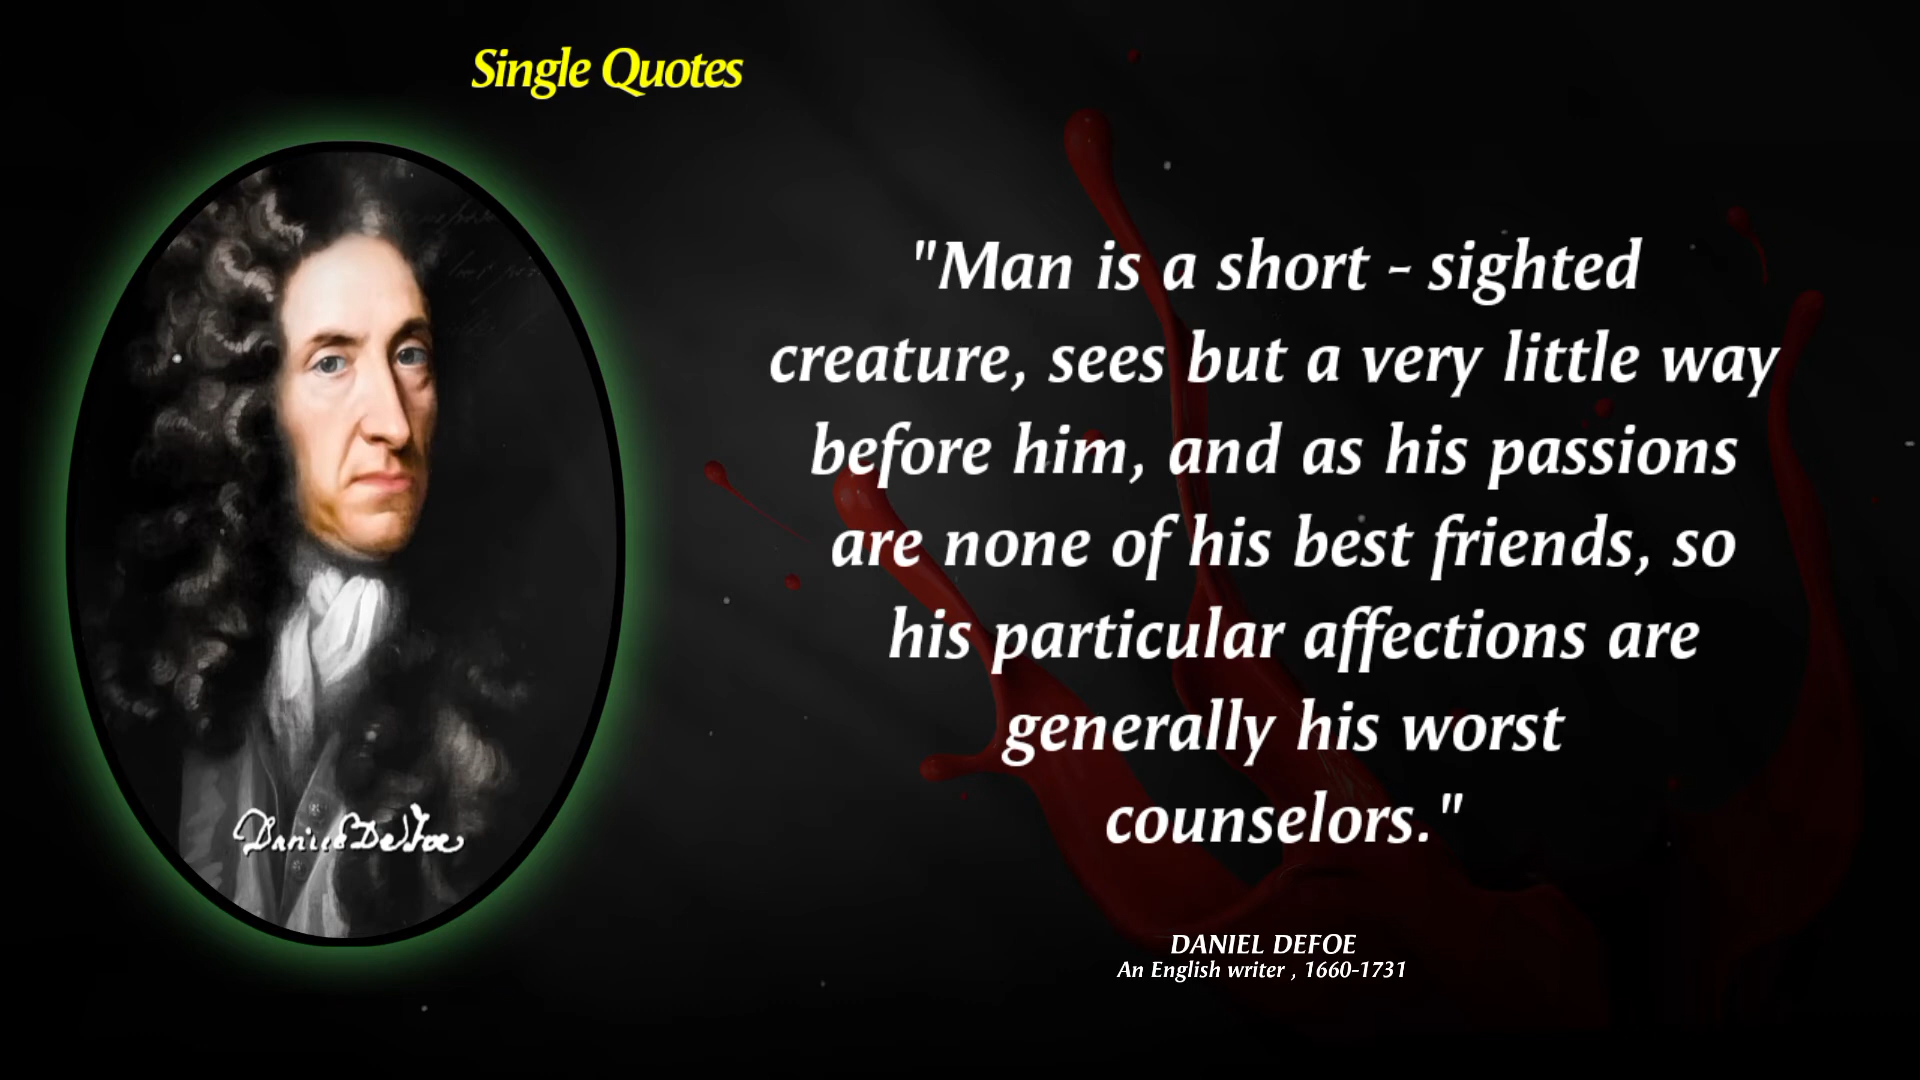 Single Quotes
"Man is a short - sighted
creature, sees but a very little way
before him, and as his passions
are none of his best friends, so
his particular affections are
generally his worst
counselors."
Daniel DeFoe
DANIEL DEFOE
An English writer , 1660-1731